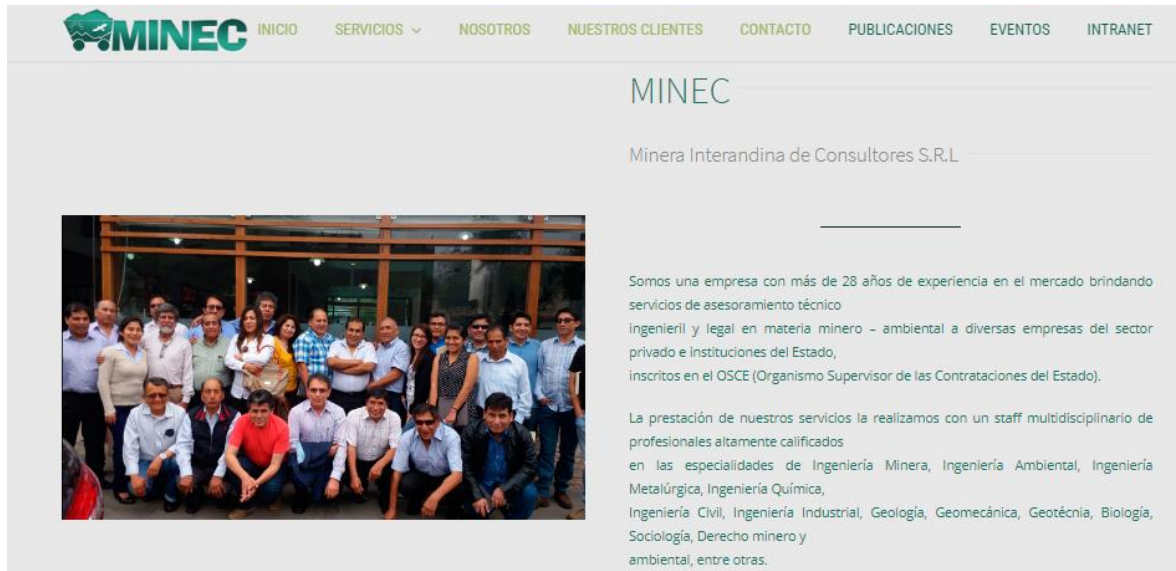 MINEC
INICIO
SERVICIOS
NOSOTROS
NUESTROS CLIENTES
CONTACTO
PUBLICACIONES
EVENTOS
INTRANET
MINEC
Minera Interandina de Consultores S.R.L
Somos una empresa con más de 28 años de experiencia en el mercado brindando
servicios de asesoramiento técnico
ingenieril y legal en materia minero – ambiental a diversas empresas del sector
privado e instituciones del Estado,
inscritos en el OSCE (Organismo Supervisor de las Contrataciones del Estado).
La prestación de nuestros servicios la realizamos con un staff multidisciplinario de
profesionales altamente calificados
en las especialidades de Ingeniería Minera, Ingeniería Ambiental, Ingeniería
Metalúrgica, Ingeniería Química,
Ingeniería Civil, Ingeniería Industrial, Geología, Geomecánica, Geotécnia, Biología,
Sociología, Derecho minero y
ambiental, entre otras.